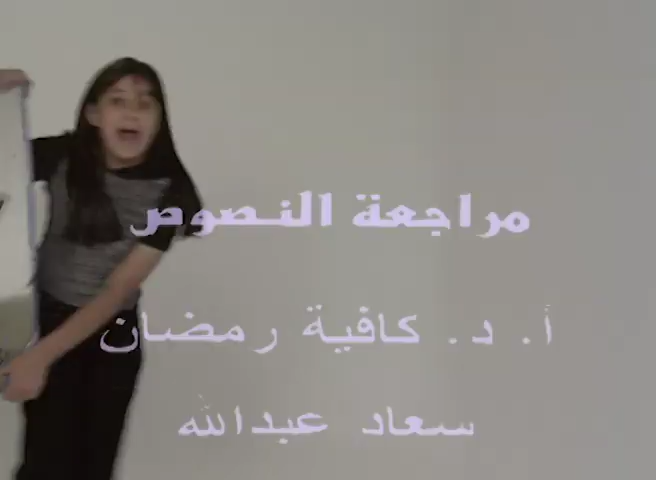 مراجعة النصوص
أ. د. كافية رمضان
سعاد عبدالله